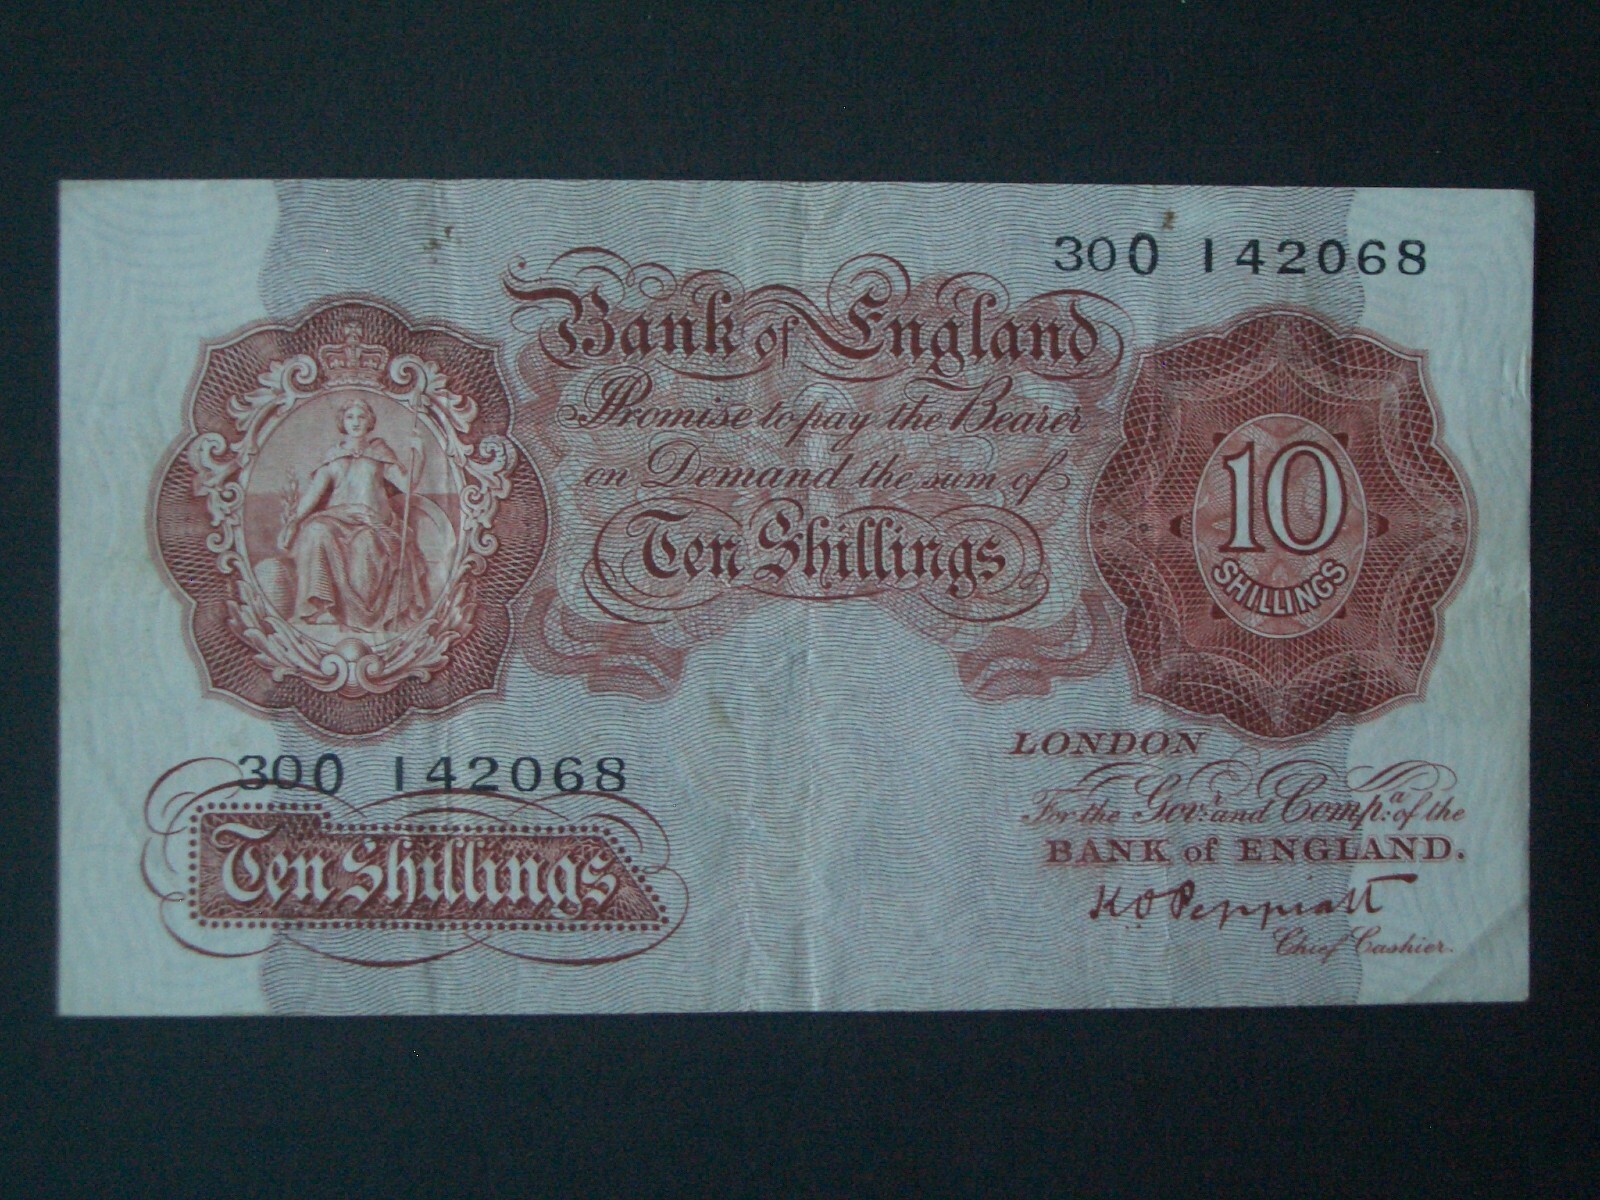 30O 142068
Bank of England
Promise to pay the Bearer
on Demand the sum of
Ten Shillings
10
SHILLINGS
30O 142068
Ten Shillings
LONDON
For the Govr. and Compa. of the
BANK of ENGLAND.
K O Peppiatt
Chief Cashier.